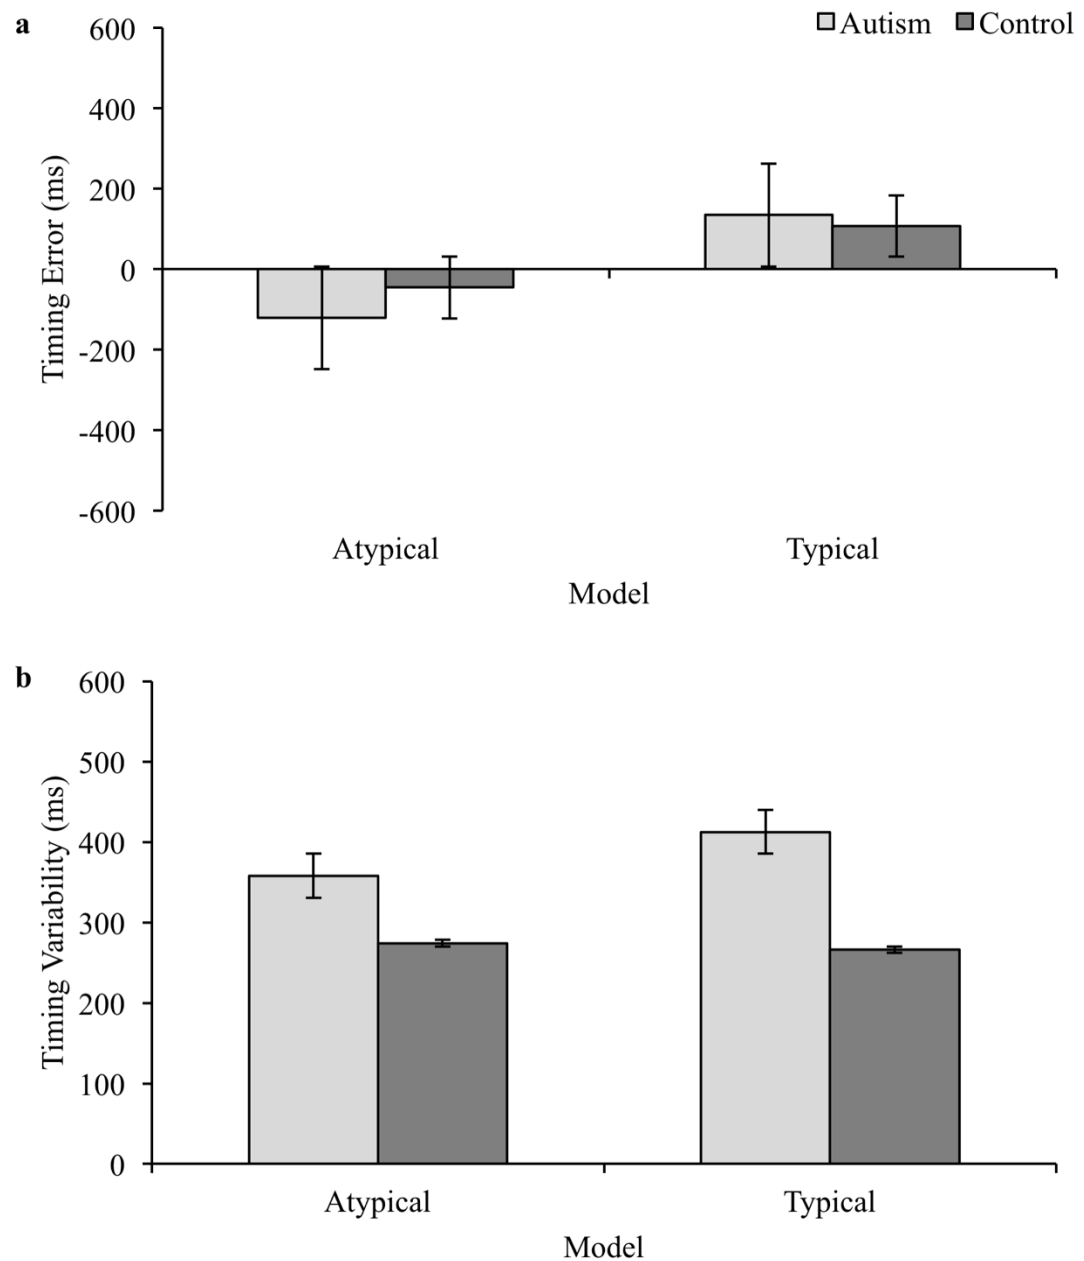 a
Autism Control
600
400
200
0
-200
-400
-600
Timing Error (ms)
Atypical Typical
Model
b
600
500
400
300
200
100
0
Timing Variability (ms)
Atypical Typical
Model